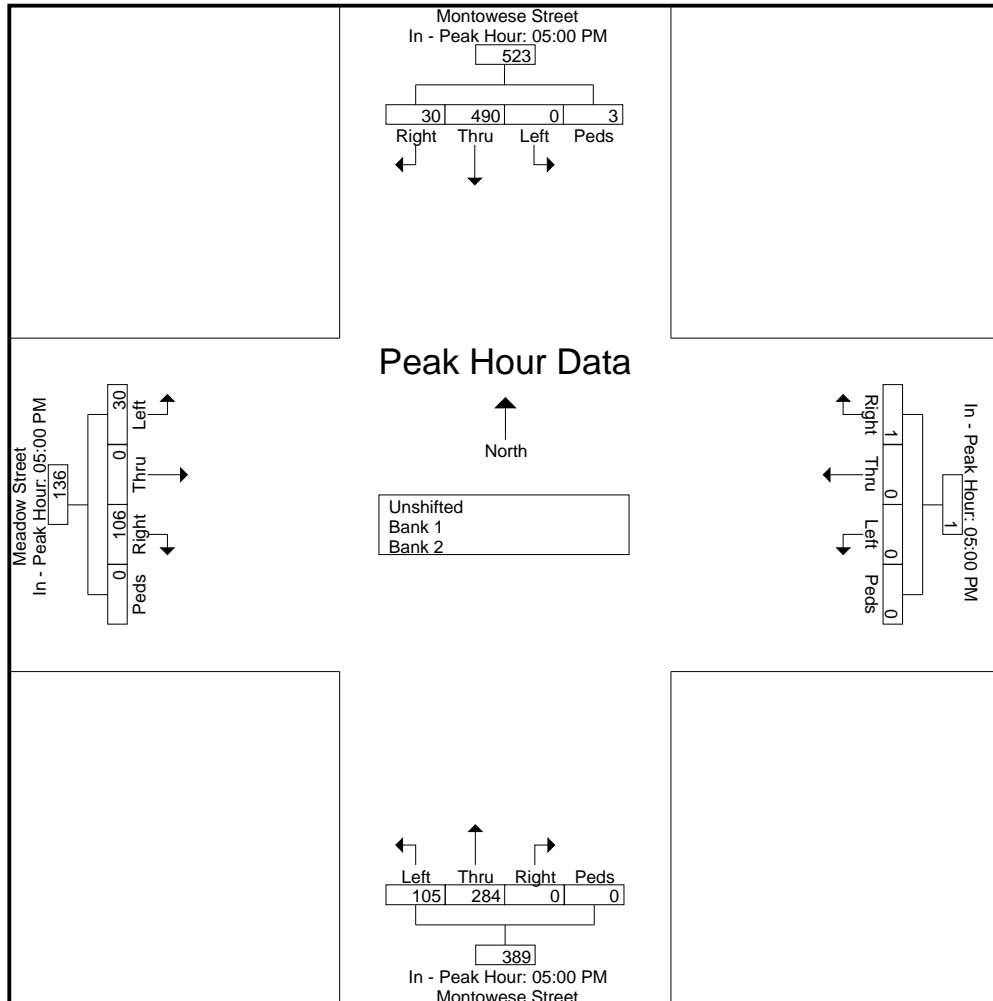 Montowese Street
In - Peak Hour: 05:00 PM
523
30 490 0 3
Right Thru Left Peds
Peak Hour Data
North
Unshifted
Bank 1
Bank 2
Meadow Street
In - Peak Hour: 05:00 PM
136
30 0 106 0
Left Thru Right Peds
In - Peak Hour: 05:00 PM
1
1 0 0 0
Right Thru Left Peds
Left Thru Right Peds
105 284 0 0
389
In - Peak Hour: 05:00 PM
Montowese Street